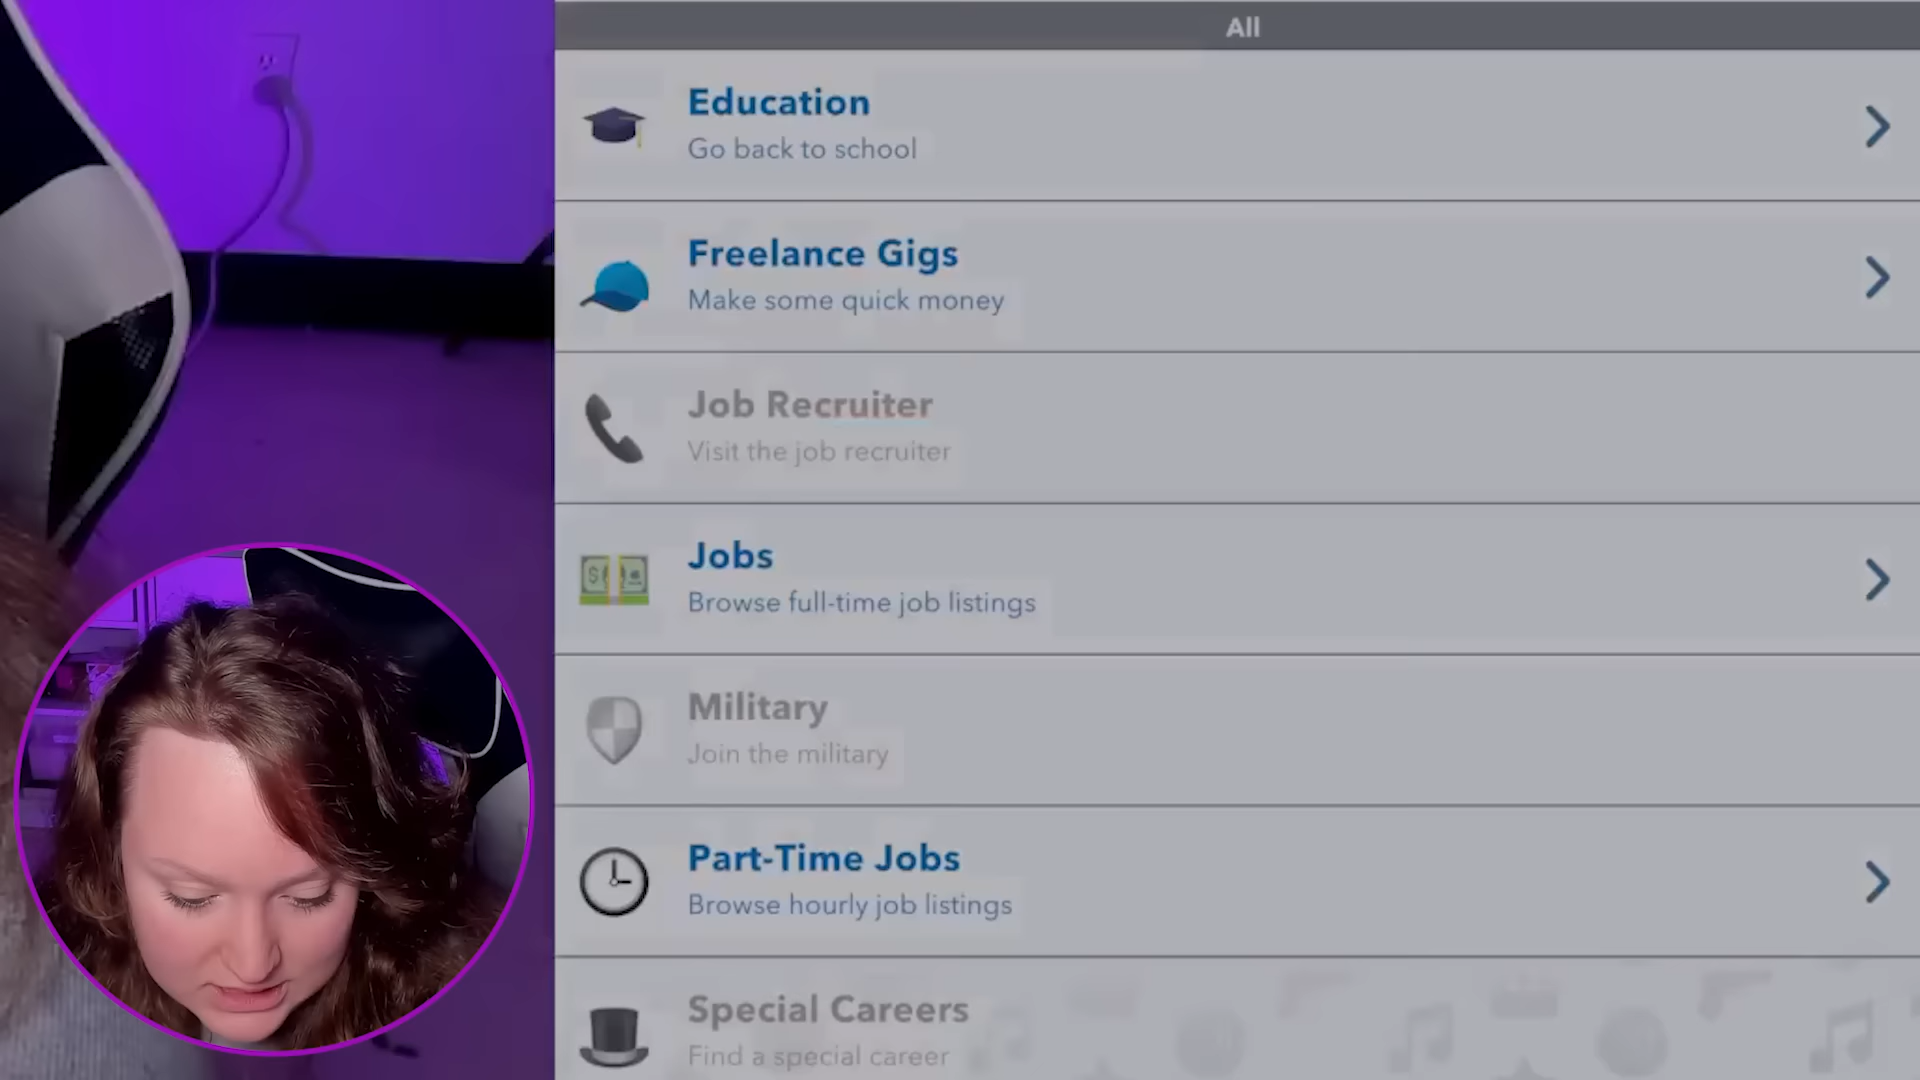 All
Education
Go back to school
Freelance Gigs
Make some quick money
Job Recruiter
Visit the job recruiter
Jobs
Browse full-time job listings
Military
Join the military
Part-Time Jobs
Browse hourly job listings
Special Careers
Find a special career